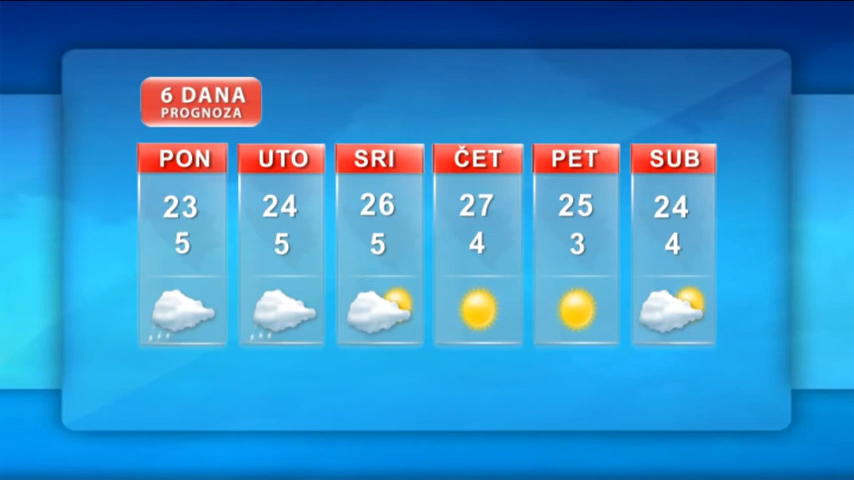 6 DANA
PROGNOZA
PON UTO SRI ČET PET SUB
23 24 26 27 25 24
5 5 5 4 3 4